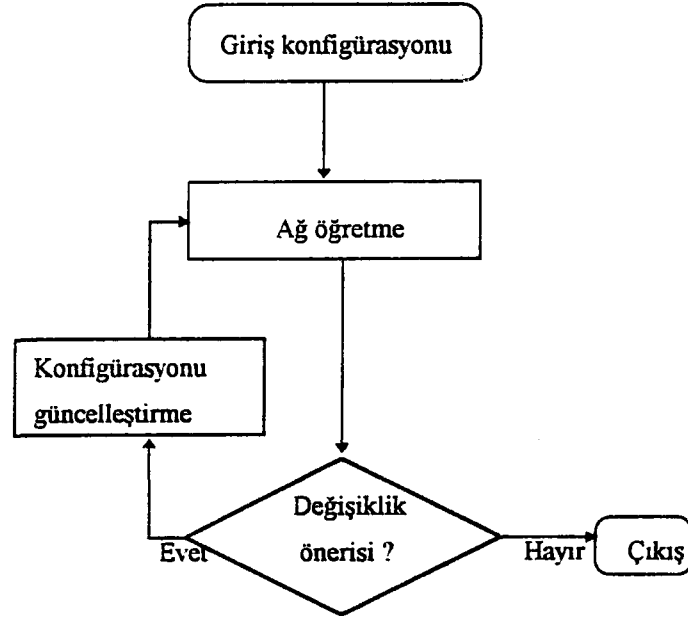 Giriş konfigürasyonu
Ağ öğretme
Konfigürasyonu
güncelleştirme
Değişiklik
önerisi ?
Evet
Hayır
Çıkış